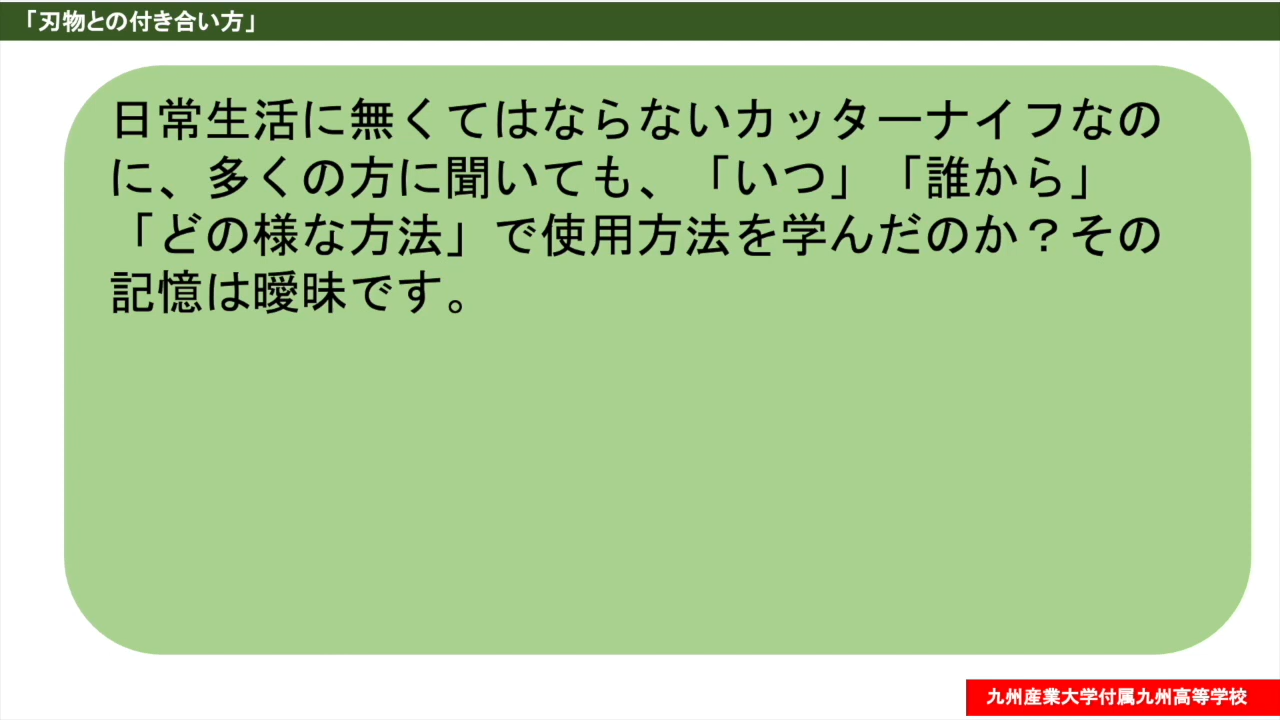 「刃物との付き合い方」
日常生活に無くてはならないカッターナイフなの
に、多くの方に聞いても、「いつ」「誰から」
「どの様な方法」で使用方法を学んだのか？その
記憶は曖昧です。
九州産業大学付属九州高等学校